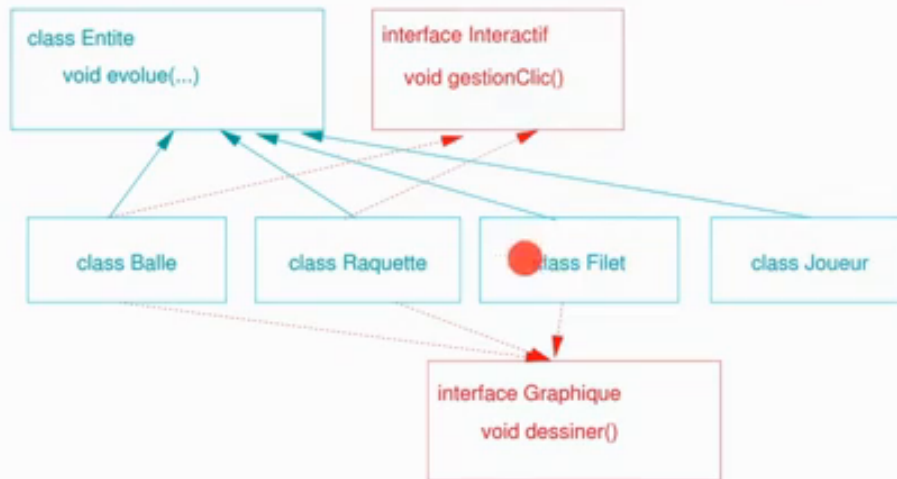 class Entite
void evolue(...)
interface Interactif
void gestionClic()
class Balle
class Raquette
class Filet
class Joueur
interface Graphique
void dessiner()